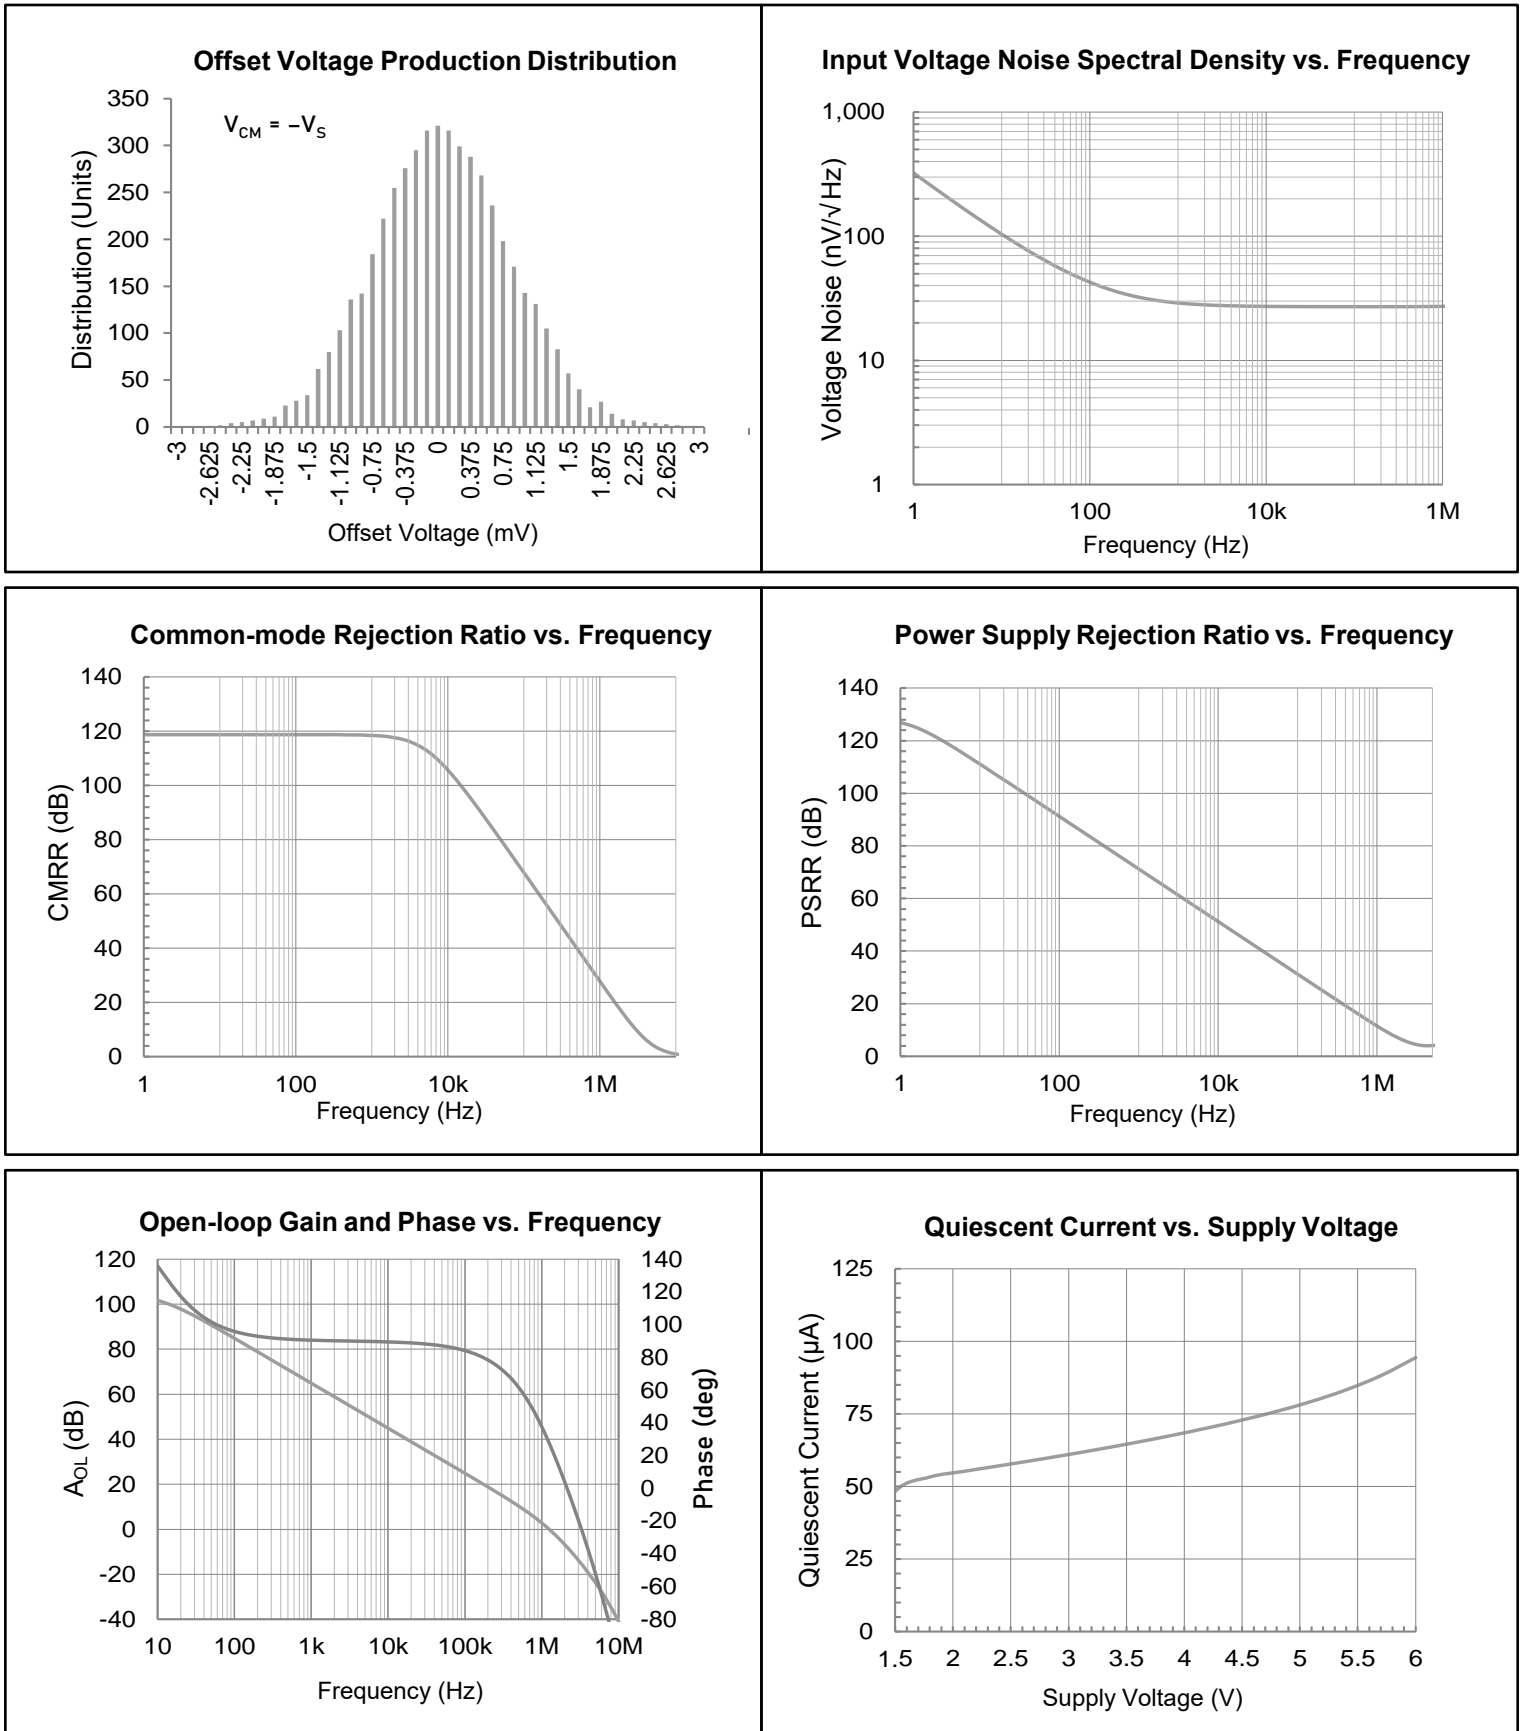 Offset Voltage Production Distribution
350
300
250
200
150
100
50
0
V_CM = –V_S
Distribution (Units)
-3
-2.625
-2.25
-1.875
-1.5
-1.125
-0.75
-0.375
0
0.375
0.75
1.125
1.5
1.875
2.25
2.625
3
Offset Voltage (mV)
Input Voltage Noise Spectral Density vs. Frequency
1,000
100
10
1
Voltage Noise (nV/√Hz)
1 100 10k 1M
Frequency (Hz)
Common-mode Rejection Ratio vs. Frequency
140
120
100
80
60
40
20
0
CMRR (dB)
1 100 10k 1M
Frequency (Hz)
Power Supply Rejection Ratio vs. Frequency
140
120
100
80
60
40
20
0
PSRR (dB)
1 100 10k 1M
Frequency (Hz)
Open-loop Gain and Phase vs. Frequency
120
100
80
60
40
20
0
-20
-40
A_OL (dB)
140
120
100
80
60
40
20
0
-20
-40
-60
-80
Phase (deg)
10 100 1k 10k 100k 1M 10M
Frequency (Hz)
Quiescent Current vs. Supply Voltage
125
100
75
50
25
0
Quiescent Current (μA)
1.5 2 2.5 3 3.5 4 4.5 5 5.5 6
Supply Voltage (V)